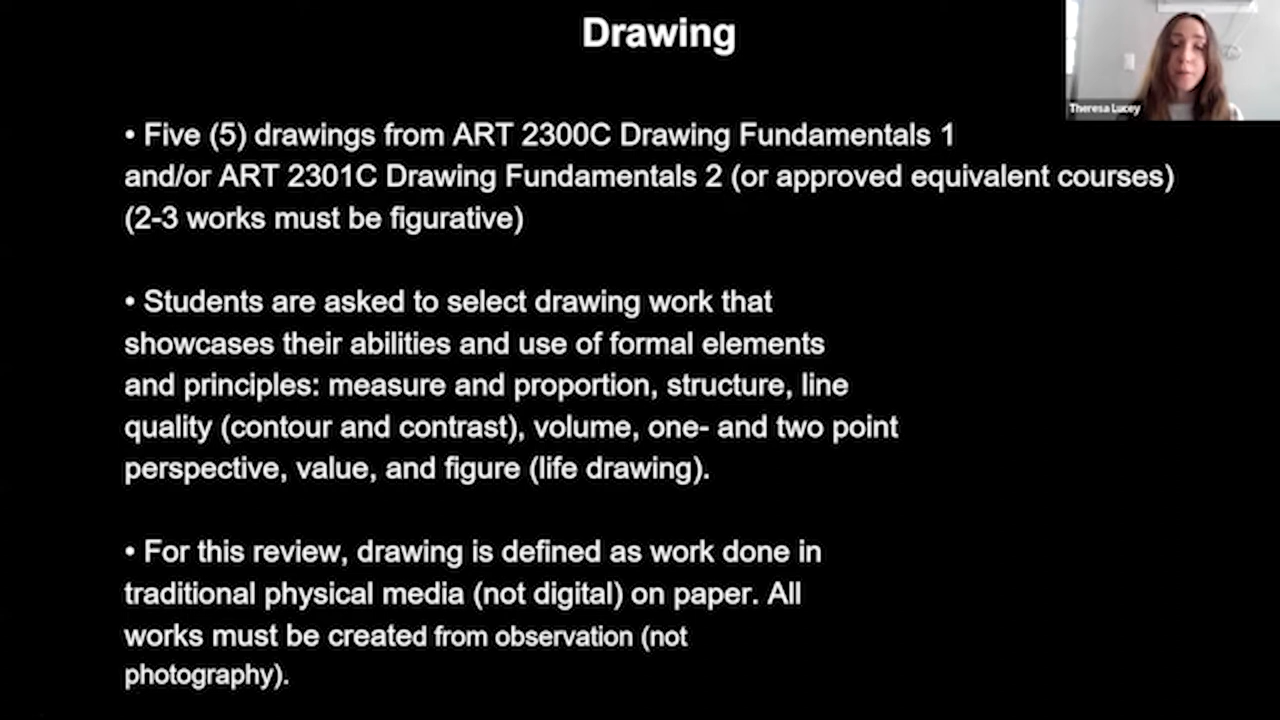 Drawing
Theresa Lucey
• Five (5) drawings from ART 2300C Drawing Fundamentals 1
and/or ART 2301C Drawing Fundamentals 2 (or approved equivalent courses)
(2-3 works must be figurative)
• Students are asked to select drawing work that
showcases their abilities and use of formal elements
and principles: measure and proportion, structure, line
quality (contour and contrast), volume, one- and two point
perspective, value, and figure (life drawing).
• For this review, drawing is defined as work done in
traditional physical media (not digital) on paper. All
works must be created from observation (not
photography).